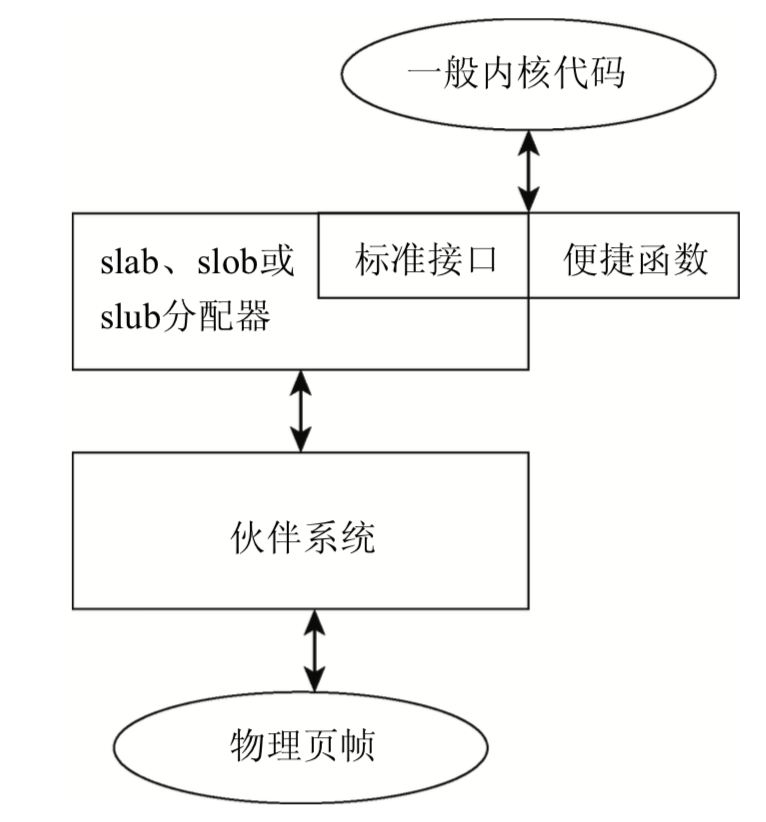 一般内核代码
slab、slob或
slub分配器
标准接口
便捷函数
伙伴系统
物理页帧